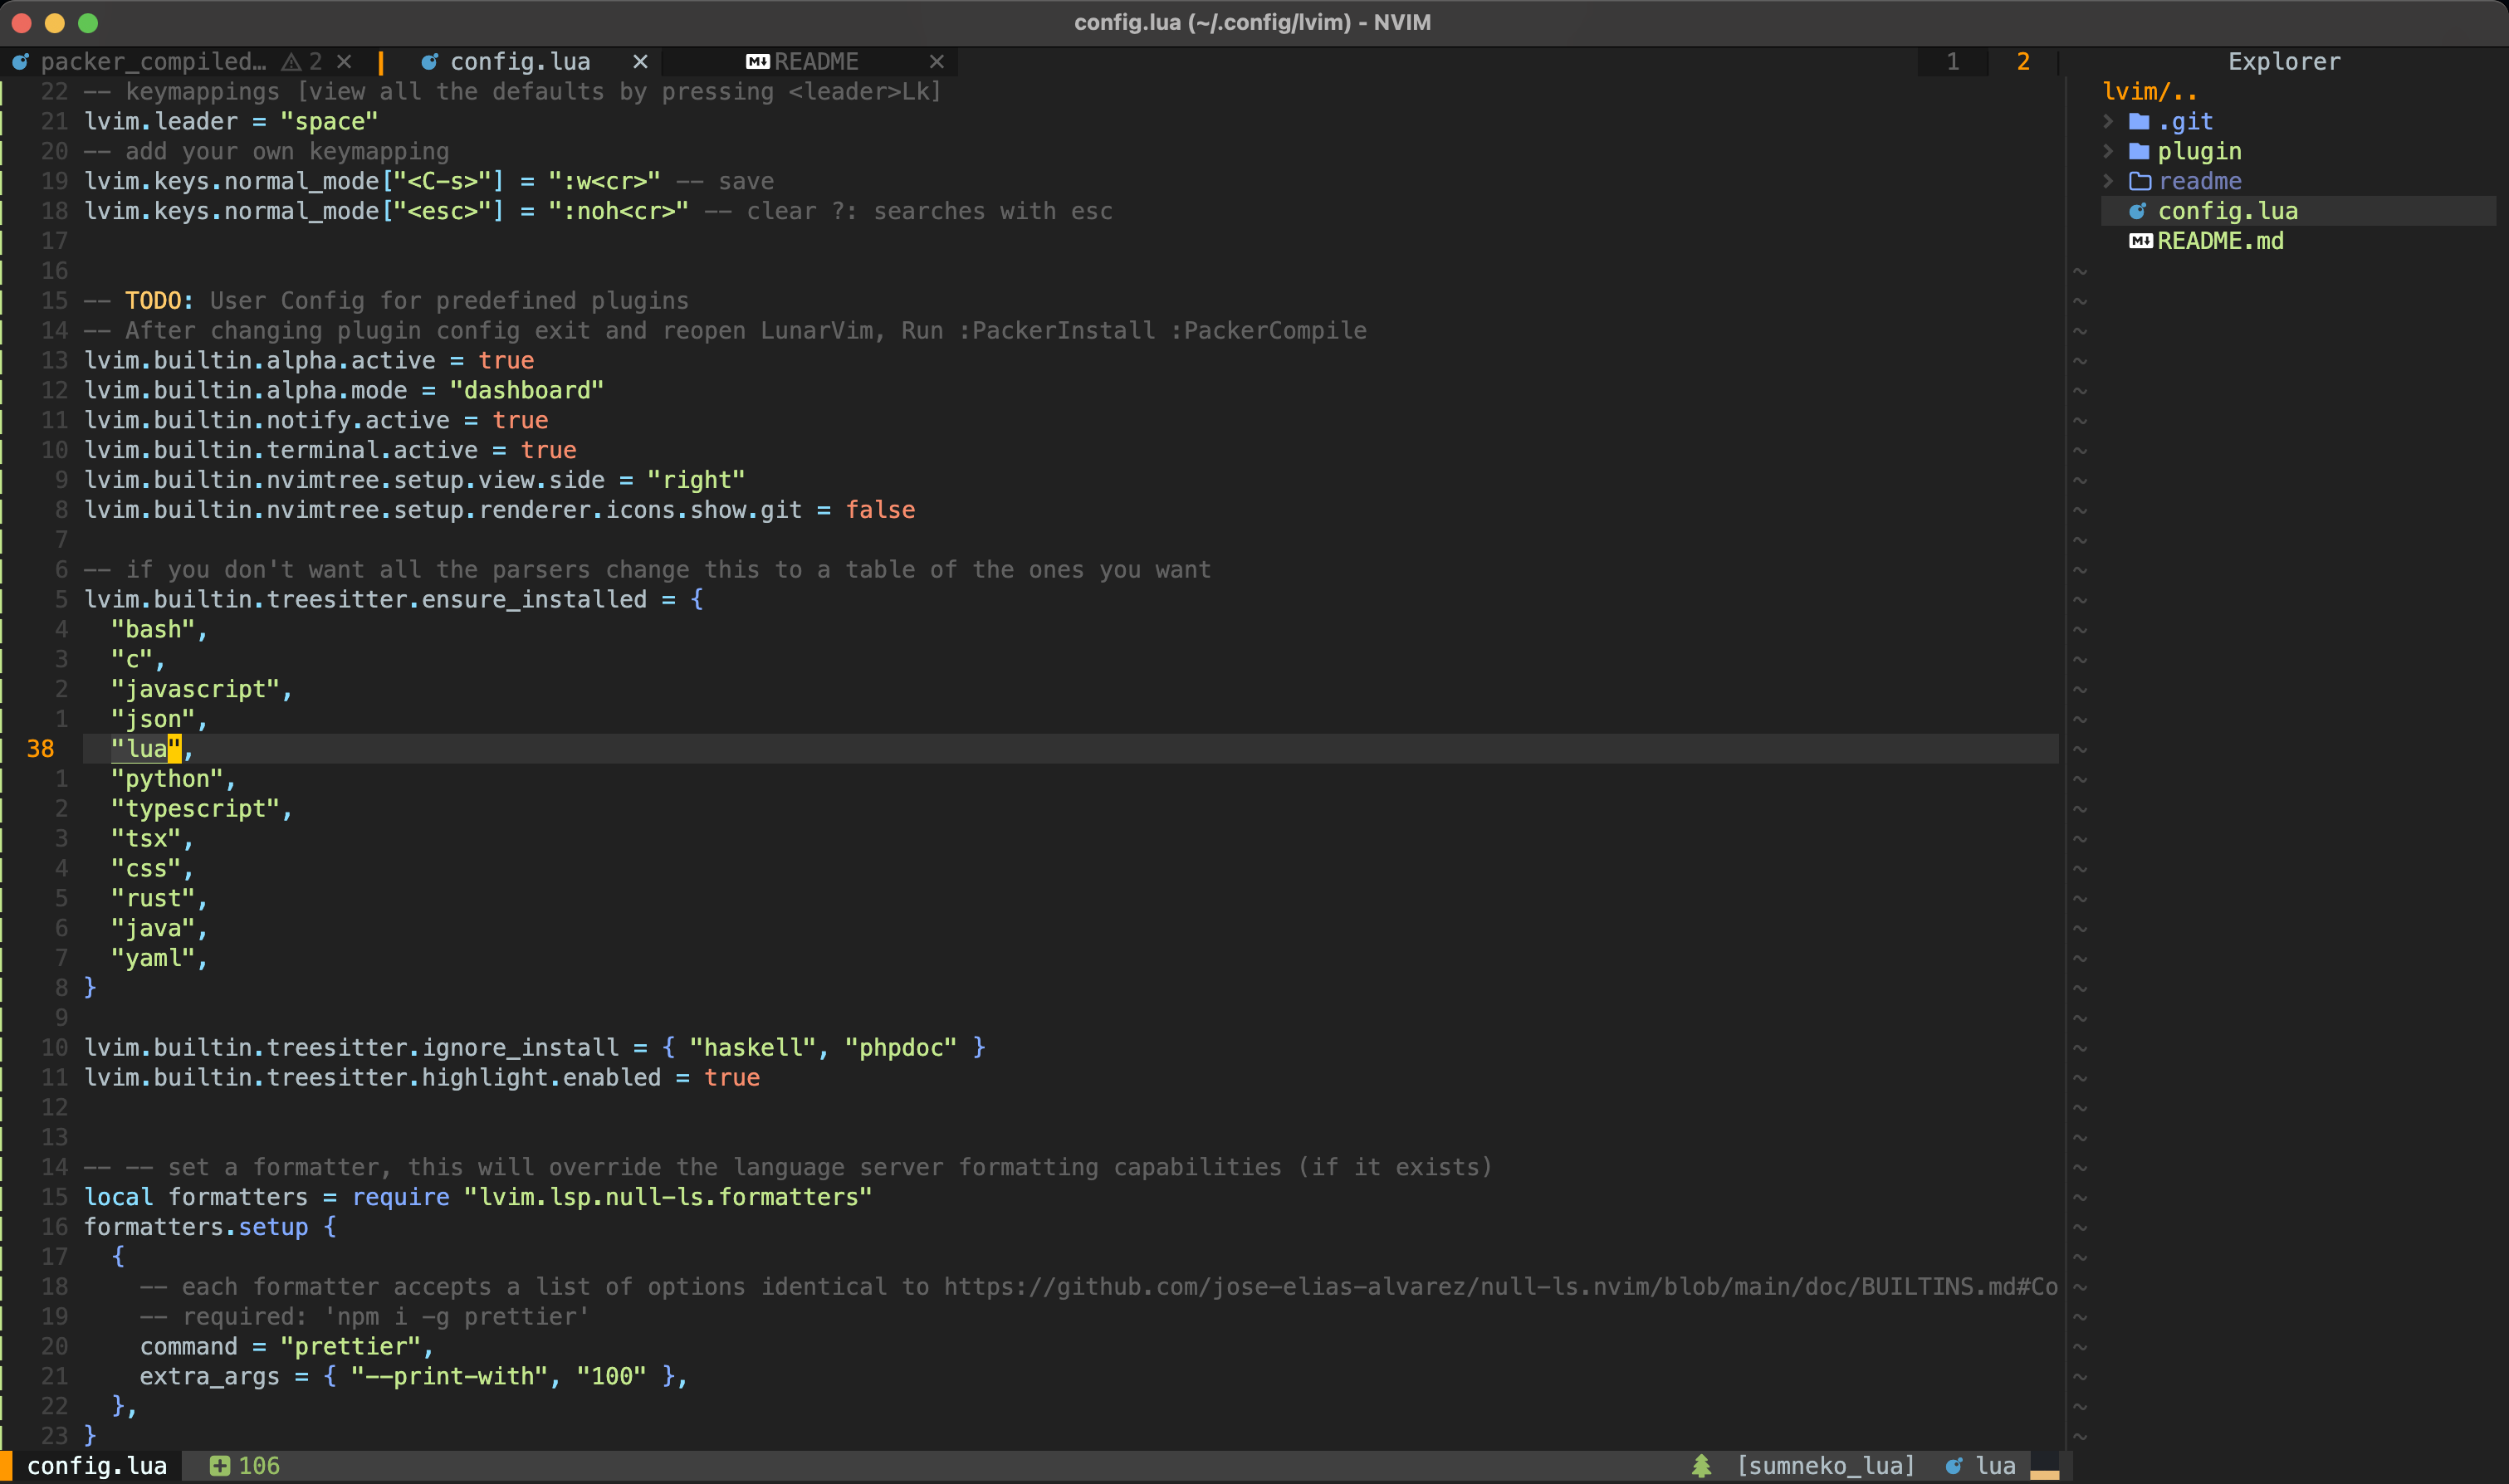 config.lua (~/.config/lvim) - NVIM
packer_compiled… 2 config.lua README 1 2 Explorer
22 -- keymappings [view all the defaults by pressing <leader>Lk]
21 lvim.leader = "space"
20 -- add your own keymapping
19 lvim.keys.normal_mode["<C-s>"] = ":w<cr>" -- save
18 lvim.keys.normal_mode["<esc>"] = ":noh<cr>" -- clear ?: searches with esc
17
16
15 -- TODO: User Config for predefined plugins
14 -- After changing plugin config exit and reopen LunarVim, Run :PackerInstall :PackerCompile
13 lvim.builtin.alpha.active = true
12 lvim.builtin.alpha.mode = "dashboard"
11 lvim.builtin.notify.active = true
10 lvim.builtin.terminal.active = true
9 lvim.builtin.nvimtree.setup.view.side = "right"
8 lvim.builtin.nvimtree.setup.renderer.icons.show.git = false
7
6 -- if you don't want all the parsers change this to a table of the ones you want
5 lvim.builtin.treesitter.ensure_installed = {
4   "bash",
3   "c",
2   "javascript",
1   "json",
38   "lua",
1   "python",
2   "typescript",
3   "tsx",
4   "css",
5   "rust",
6   "java",
7   "yaml",
8 }
9
10 lvim.builtin.treesitter.ignore_install = { "haskell", "phpdoc" }
11 lvim.builtin.treesitter.highlight.enabled = true
12
13
14 -- -- set a formatter, this will override the language server formatting capabilities (if it exists)
15 local formatters = require "lvim.lsp.null-ls.formatters"
16 formatters.setup {
17   {
18     -- each formatter accepts a list of options identical to https://github.com/jose-elias-alvarez/null-ls.nvim/blob/main/doc/BUILTINS.md#Co
19     -- required: 'npm i -g prettier'
20     command = "prettier",
21     extra_args = { "--print-with", "100" },
22   },
23 }
lvim/..
.git
plugin
readme
config.lua
README.md
config.lua 106 [sumneko_lua] lua